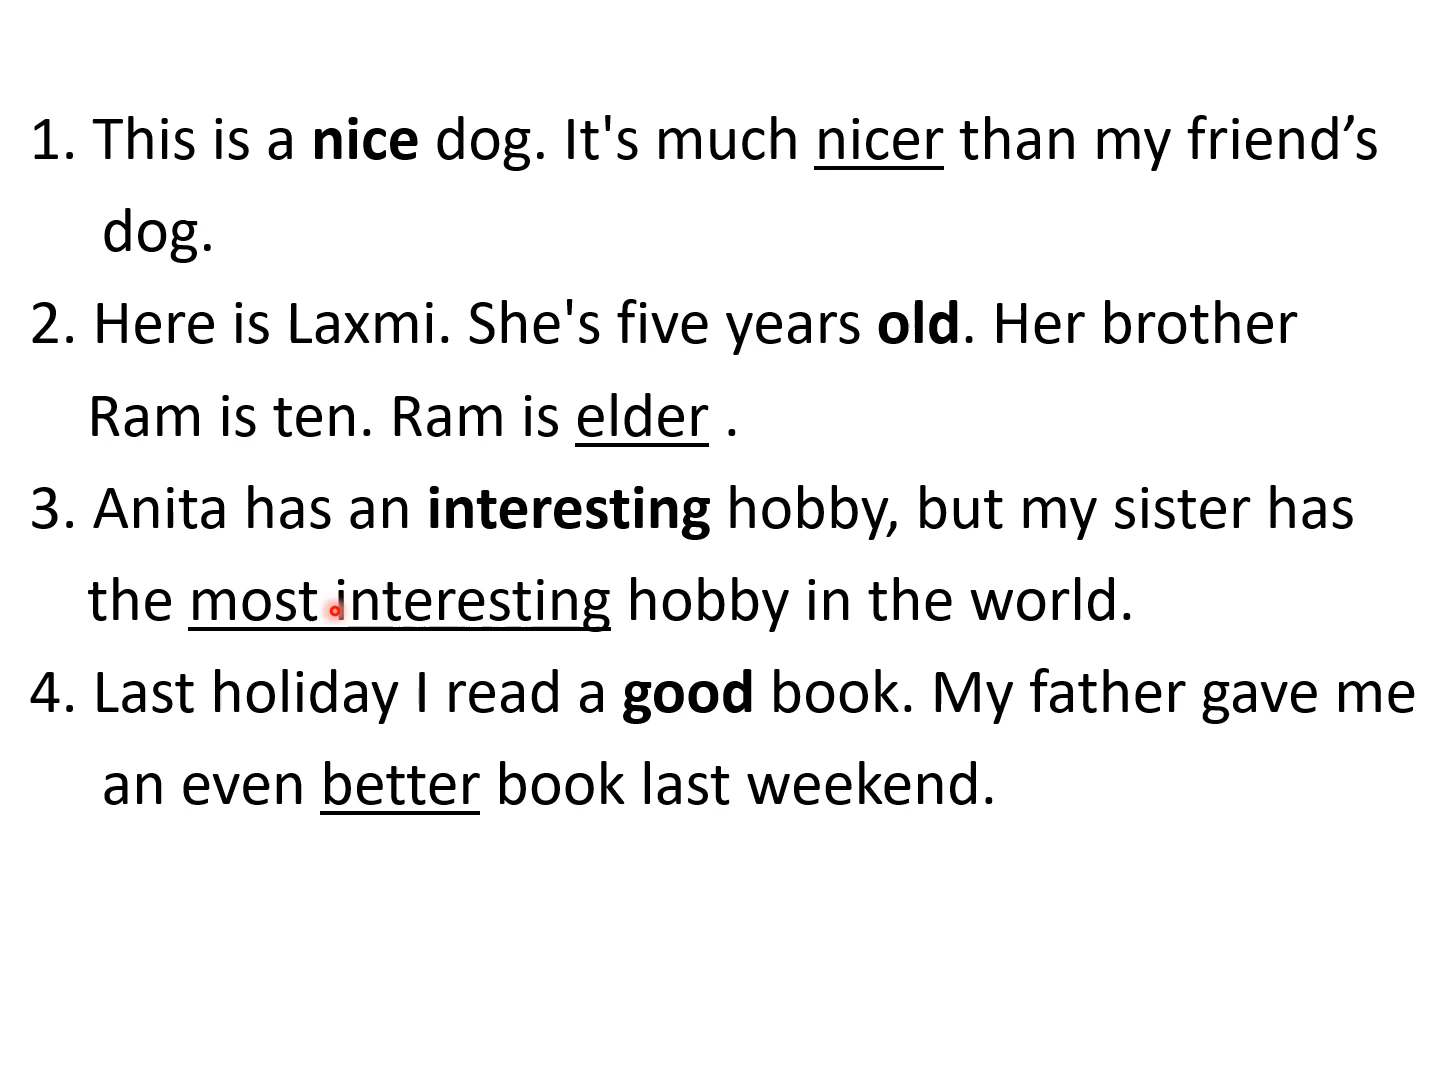 1. This is a nice dog. It's much nicer than my friend’s
dog.
2. Here is Laxmi. She's five years old. Her brother
Ram is ten. Ram is elder .
3. Anita has an interesting hobby, but my sister has
the most interesting hobby in the world.
4. Last holiday I read a good book. My father gave me
an even better book last weekend.